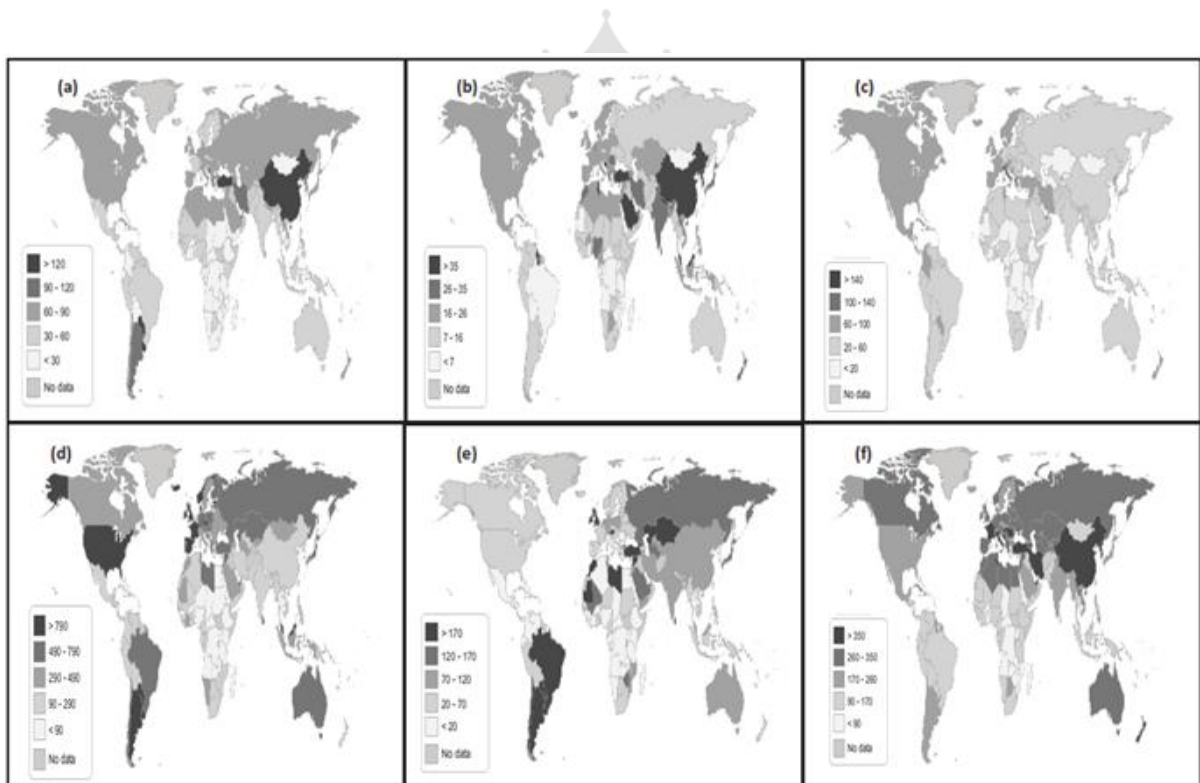 (a)
> 120
90 - 120
60 - 90
30 - 60
< 30
No data
(b)
> 35
26 - 35
16 - 26
7 - 16
< 7
No data
(c)
> 140
100 - 140
60 - 100
20 - 60
< 20
No data
(d)
> 790
490 - 790
290 - 490
90 - 290
< 90
No data
(e)
> 170
120 - 170
70 - 120
20 - 70
< 20
No data
(f)
> 350
260 - 350
170 - 260
90 - 170
< 90
No data